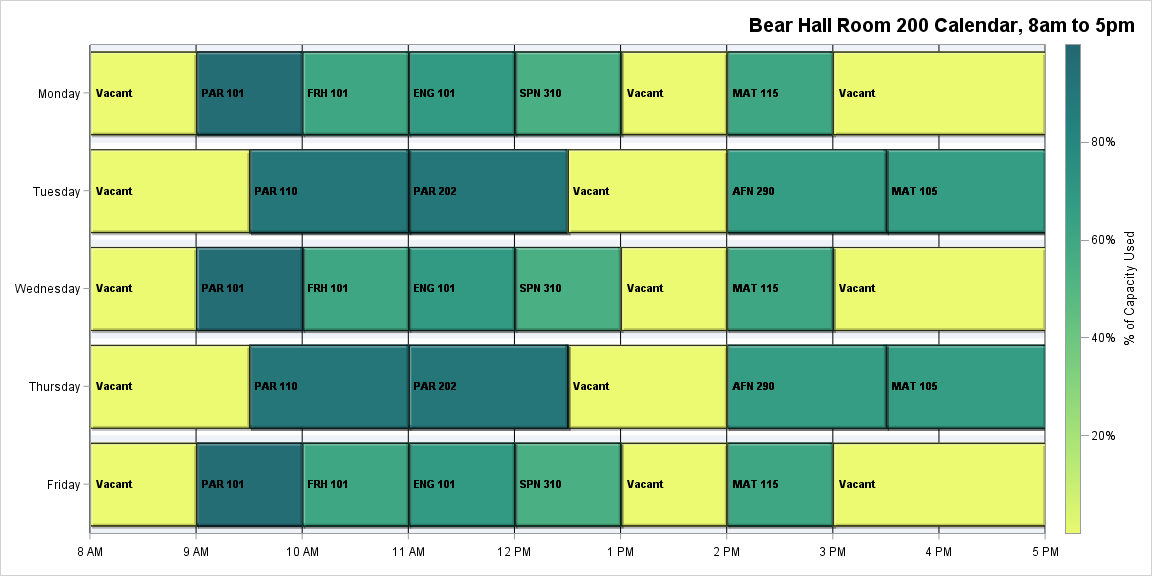 Bear Hall Room 200 Calendar, 8am to 5pm
Monday
Vacant
PAR 101
FRH 101
ENG 101
SPN 310
Vacant
MAT 115
Vacant
Tuesday
Vacant
PAR 110
PAR 202
Vacant
AFN 290
MAT 105
Wednesday
Vacant
PAR 101
FRH 101
ENG 101
SPN 310
Vacant
MAT 115
Vacant
Thursday
Vacant
PAR 110
PAR 202
Vacant
AFN 290
MAT 105
Friday
Vacant
PAR 101
FRH 101
ENG 101
SPN 310
Vacant
MAT 115
Vacant
8 AM
9 AM
10 AM
11 AM
12 PM
1 PM
2 PM
3 PM
4 PM
5 PM
80%
60%
40%
20%
% of Capacity Used